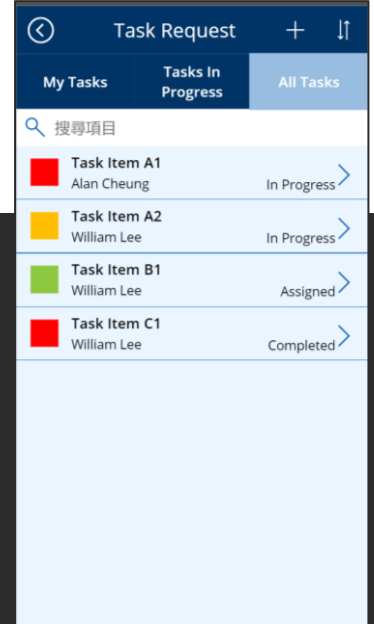 Task Request
My Tasks
Tasks In
Progress
All Tasks
搜尋項目
Task Item A1
Alan Cheung
In Progress
Task Item A2
William Lee
In Progress
Task Item B1
William Lee
Assigned
Task Item C1
William Lee
Completed